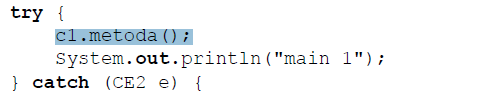 try {
c1.metoda();
System.out.println("main 1");
} catch (CE2 e) {